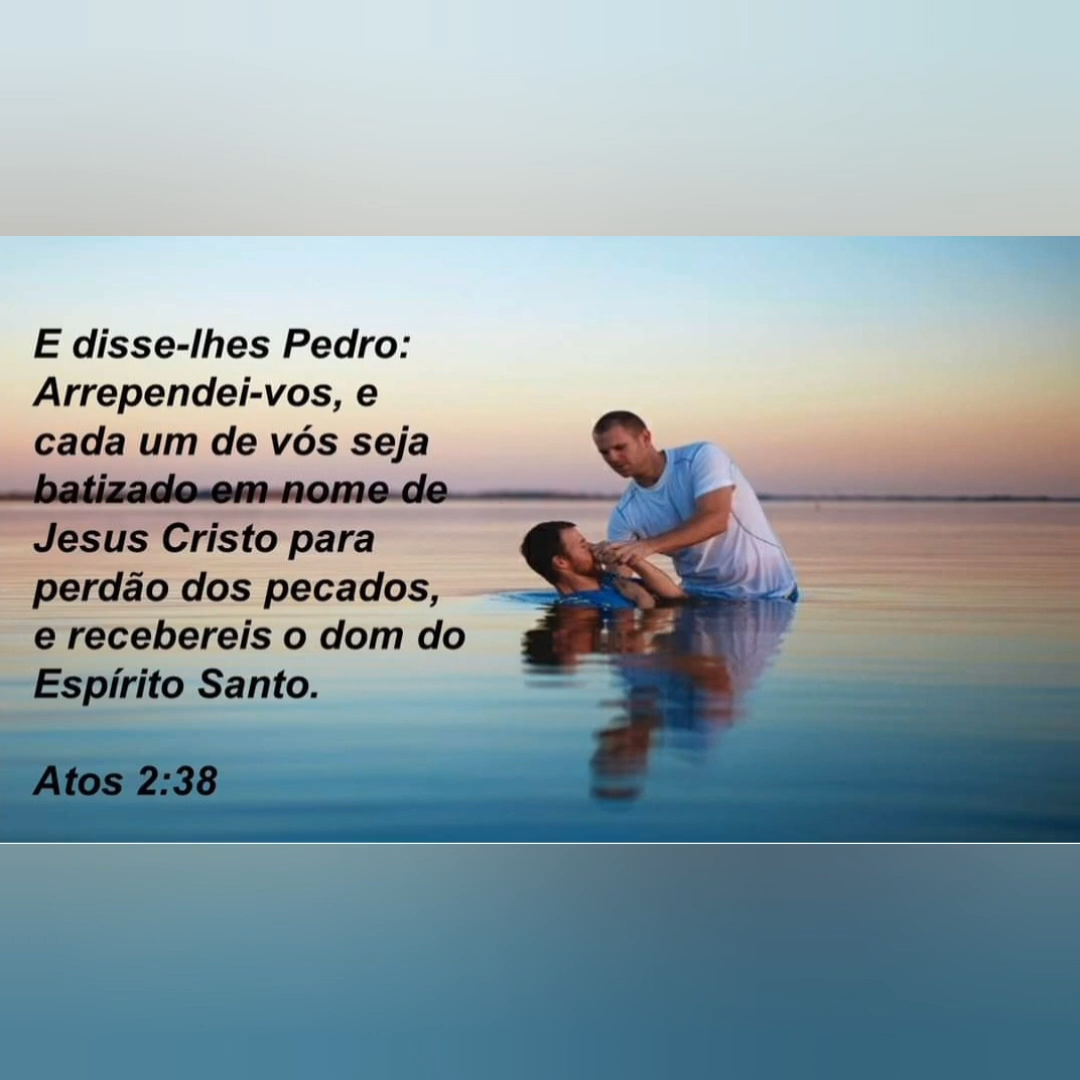 E disse-lhes Pedro:
Arrependei-vos, e
cada um de vós seja
batizado em nome de
Jesus Cristo para
perdão dos pecados,
e recebereis o dom do
Espírito Santo.
Atos 2:38